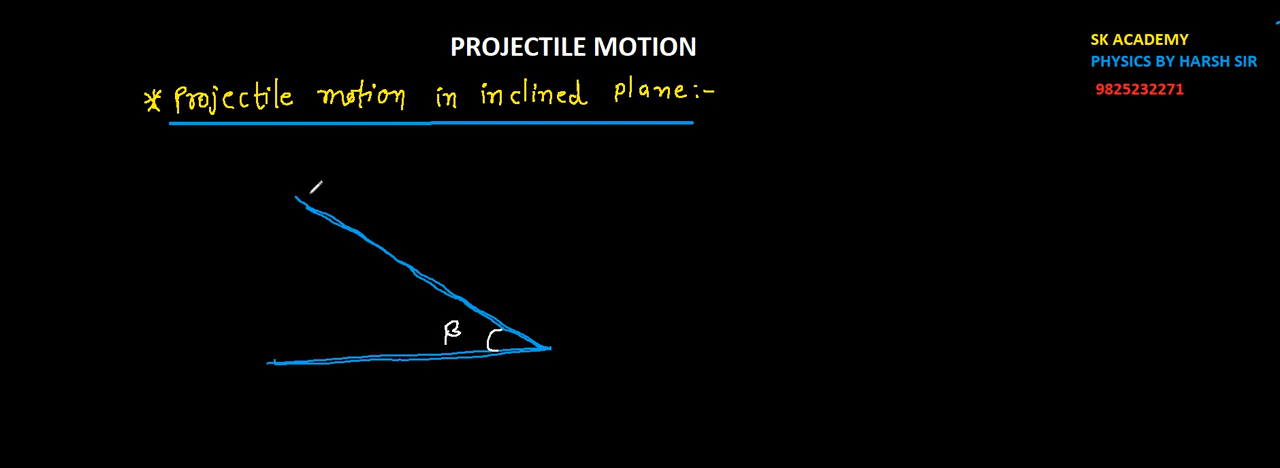 PROJECTILE MOTION
SK ACADEMY
PHYSICS BY HARSH SIR
9825232271
* Projectile motion in inclined plane:-
β